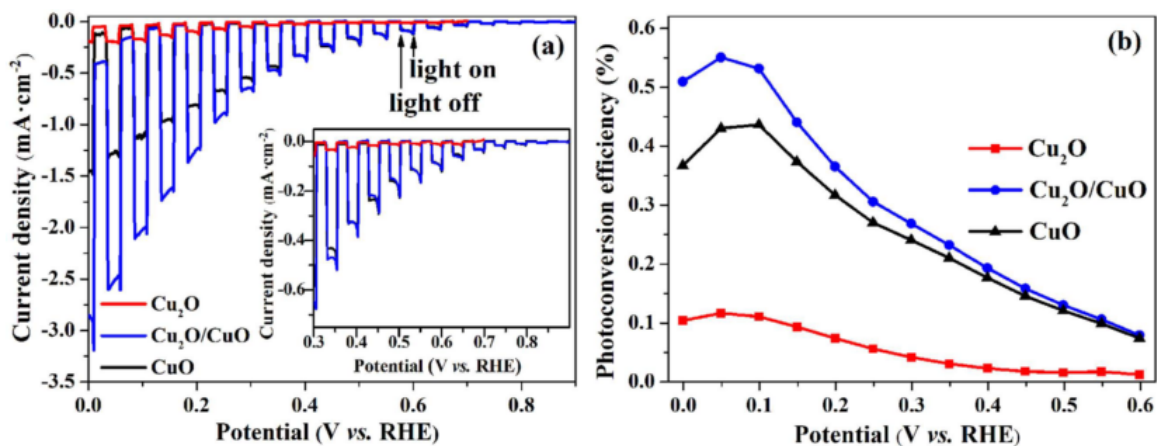 (a)
light on
light off
Cu₂O
Cu₂O/CuO
CuO
Current density (mA·cm⁻²)
0.0
-0.5
-1.0
-1.5
-2.0
-2.5
-3.0
-3.5
0.0 0.2 0.4 0.6 0.8
Potential (V vs. RHE)
Current density (mA·cm⁻²)
0.0
-0.2
-0.4
-0.6
0.3 0.4 0.5 0.6 0.7 0.8
Potential (V vs. RHE)
(b)
Cu₂O
Cu₂O/CuO
CuO
Photoconversion efficiency (%)
0.6
0.5
0.4
0.3
0.2
0.1
0.0
0.0 0.1 0.2 0.3 0.4 0.5 0.6
Potential (V vs. RHE)